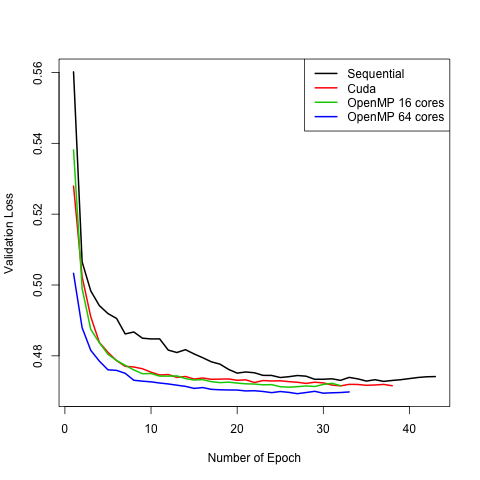 Sequential
Cuda
OpenMP 16 cores
OpenMP 64 cores
0.56
0.54
0.52
0.50
0.48
Validation Loss
0
10
20
30
40
Number of Epoch